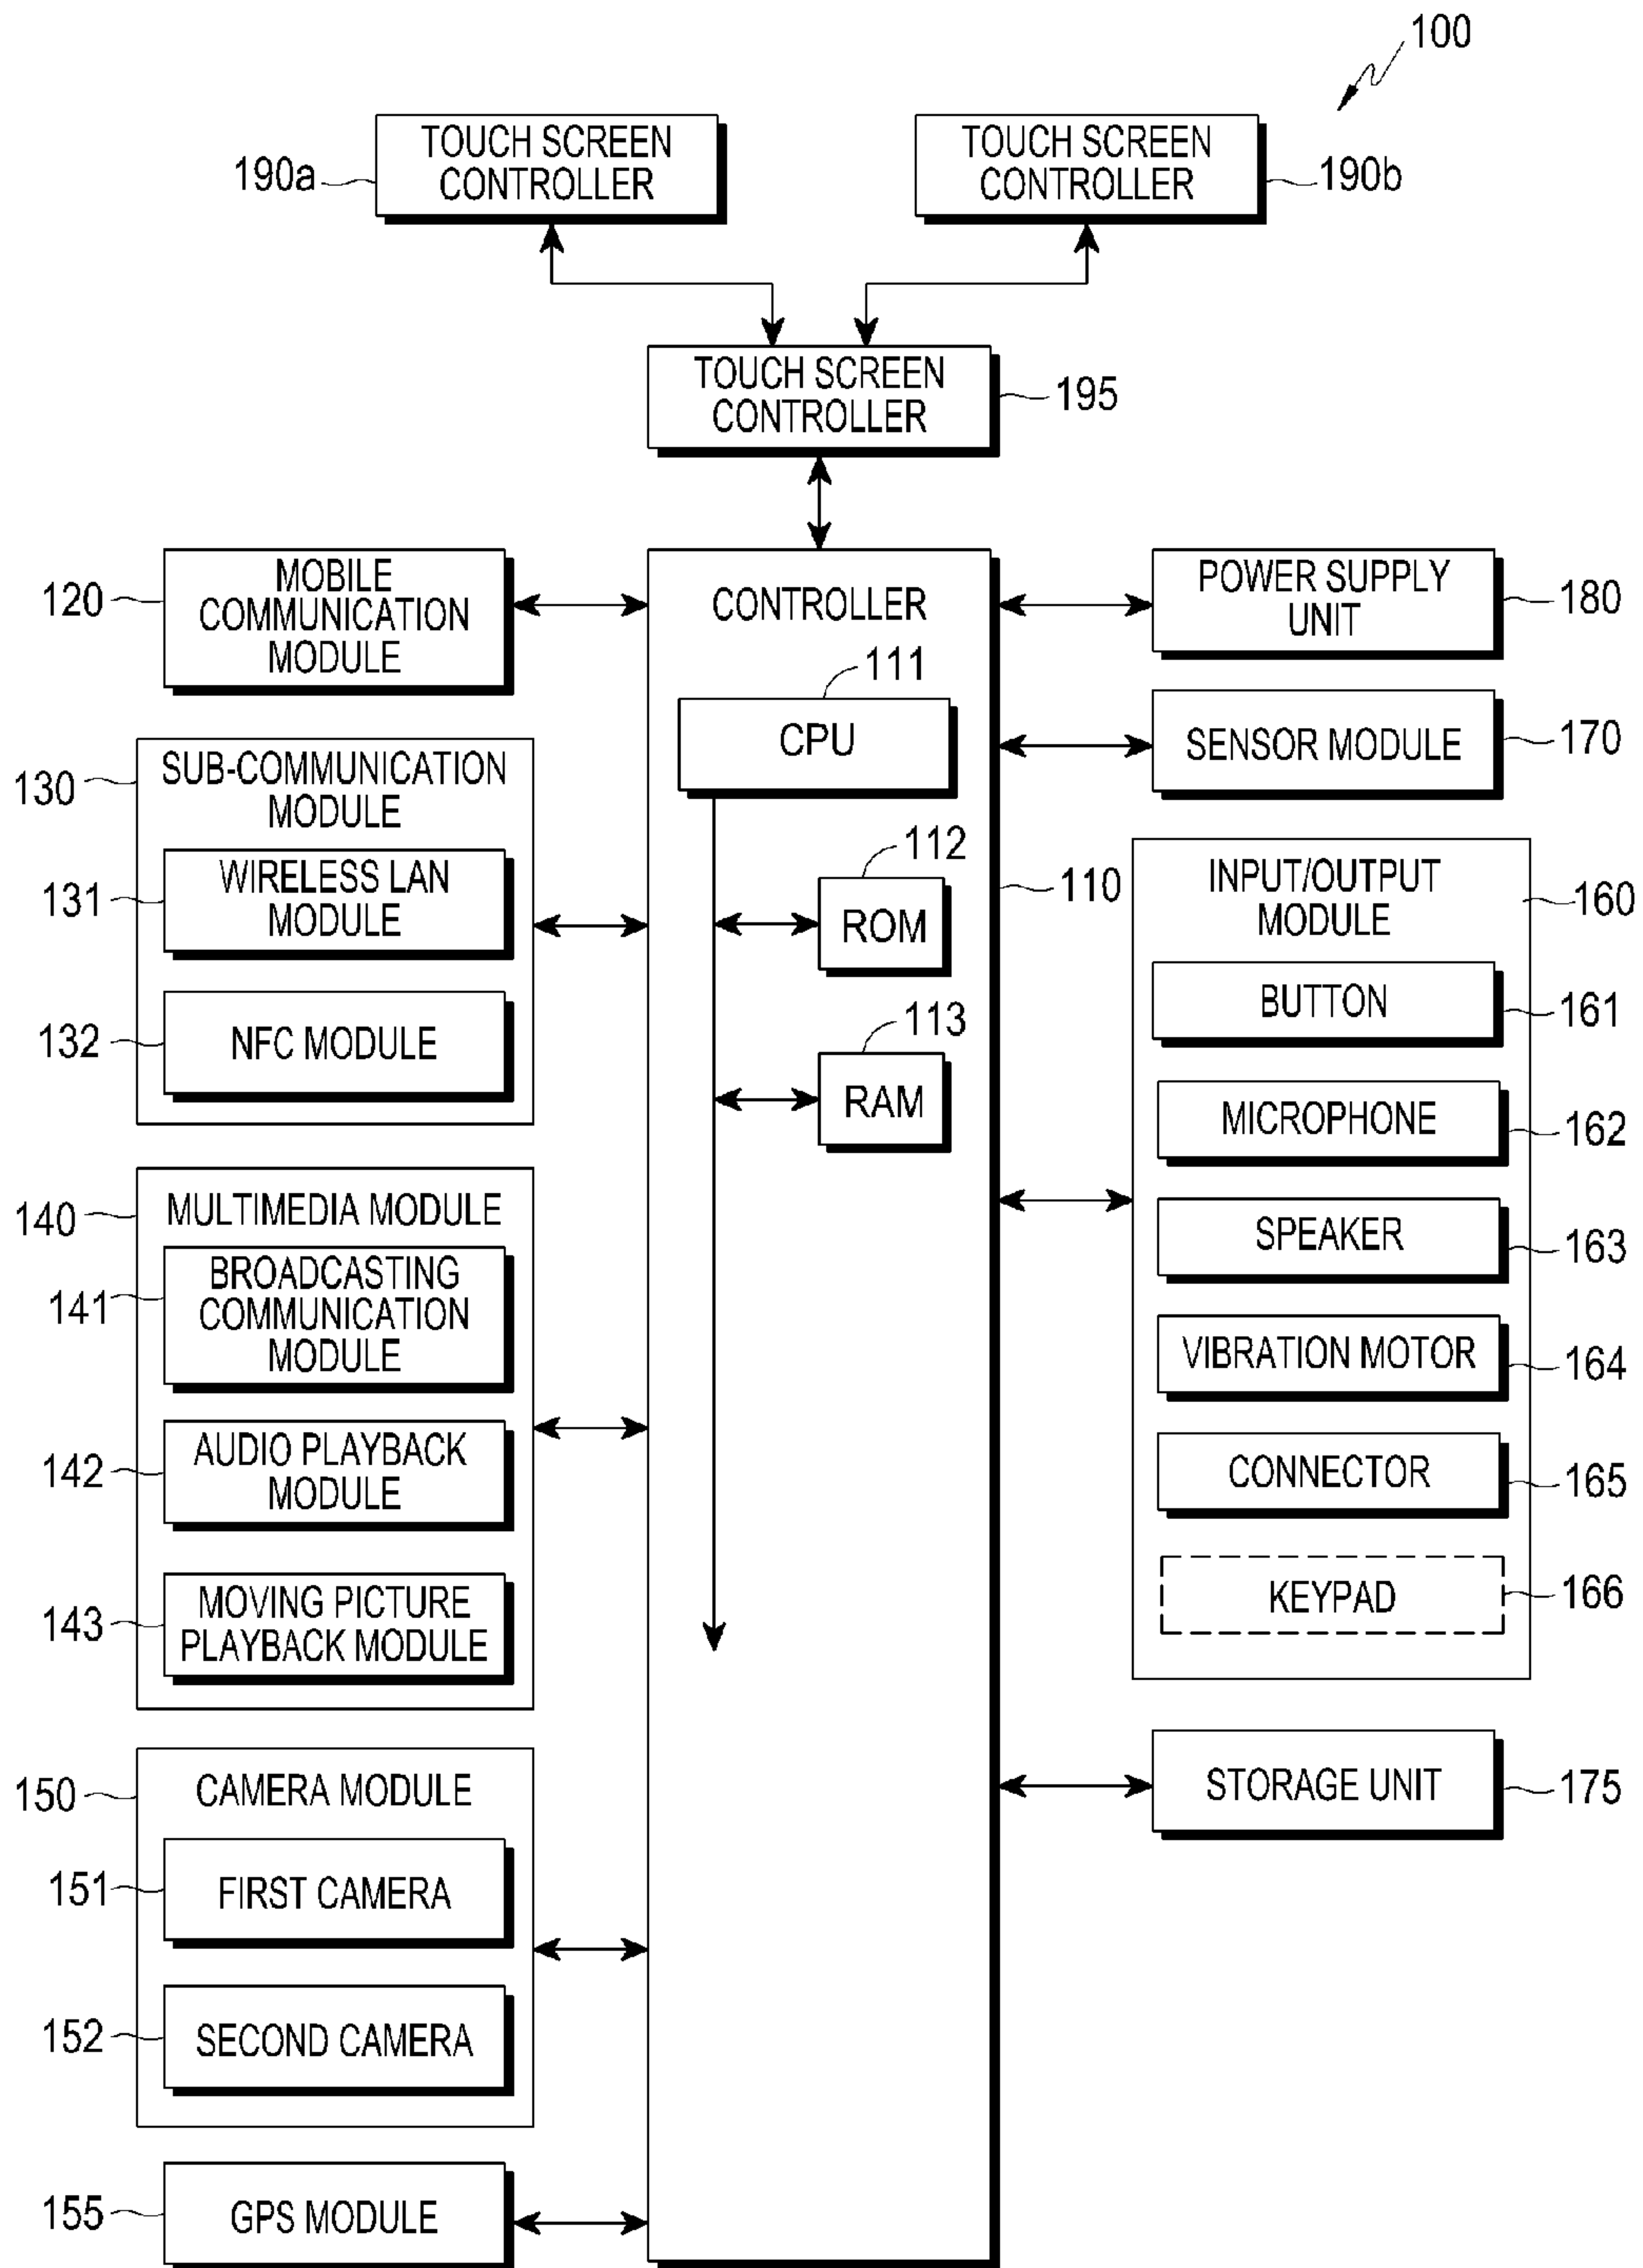 100
TOUCH SCREEN
CONTROLLER
190a
TOUCH SCREEN
CONTROLLER
190b
TOUCH SCREEN
CONTROLLER
195
120
MOBILE
COMMUNICATION
MODULE
130
SUB-COMMUNICATION
MODULE
131
WIRELESS LAN
MODULE
132
NFC MODULE
140
MULTIMEDIA MODULE
141
BROADCASTING
COMMUNICATION
MODULE
142
AUDIO PLAYBACK
MODULE
143
MOVING PICTURE
PLAYBACK MODULE
150
CAMERA MODULE
151
FIRST CAMERA
152
SECOND CAMERA
155
GPS MODULE
CONTROLLER
111
CPU
112
ROM
110
113
RAM
POWER SUPPLY
UNIT
180
SENSOR MODULE
170
INPUT/OUTPUT
MODULE
160
BUTTON
161
MICROPHONE
162
SPEAKER
163
VIBRATION MOTOR
164
CONNECTOR
165
KEYPAD
166
STORAGE UNIT
175